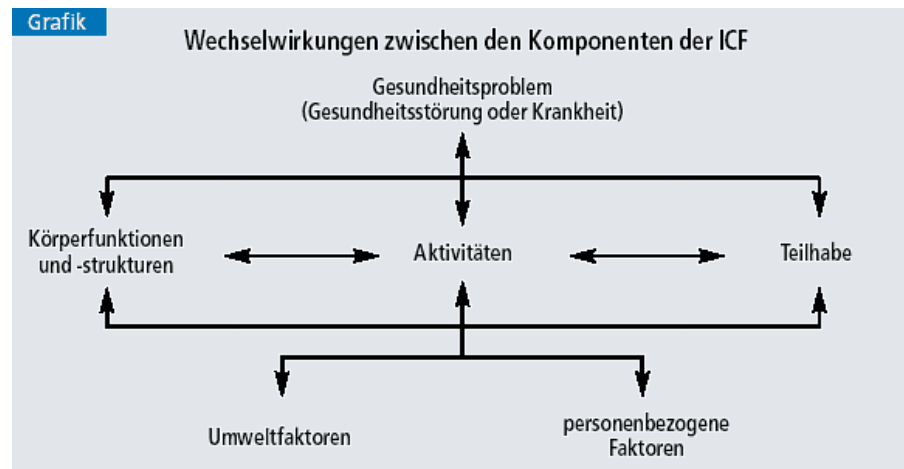 Grafik
Wechselwirkungen zwischen den Komponenten der ICF
Gesundheitsproblem
(Gesundheitsstörung oder Krankheit)
Körperfunktionen
und -strukturen
Aktivitäten
Teilhabe
Umweltfaktoren
personenbezogene
Faktoren